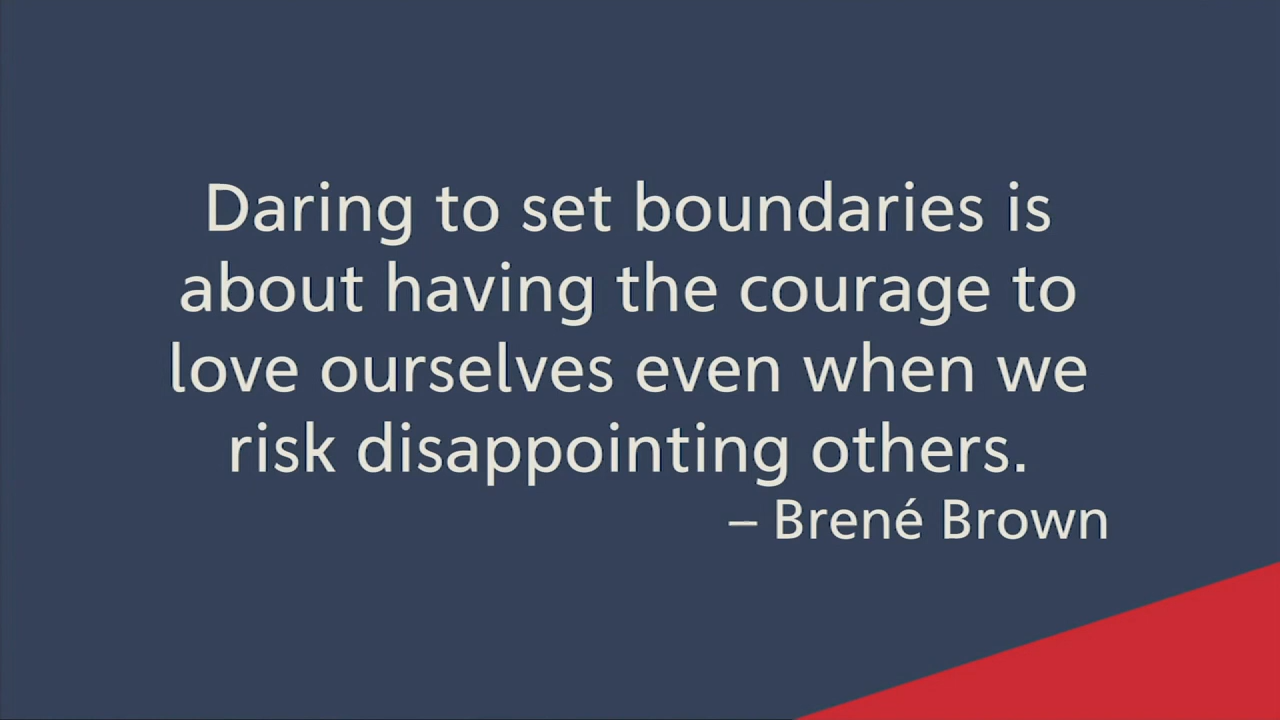 Daring to set boundaries is
about having the courage to
love ourselves even when we
risk disappointing others.
– Brené Brown